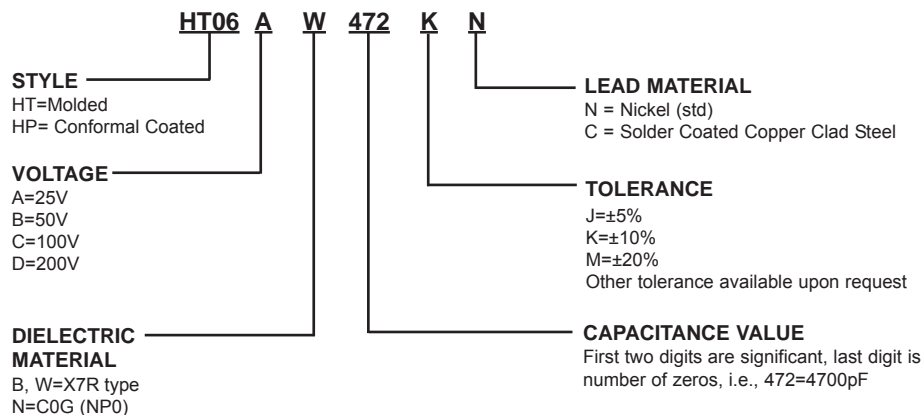 HT06 A W 472 K N
STYLE
HT=Molded
HP= Conformal Coated
VOLTAGE
A=25V
B=50V
C=100V
D=200V
DIELECTRIC
MATERIAL
B, W=X7R type
N=C0G (NP0)
LEAD MATERIAL
N = Nickel (std)
C = Solder Coated Copper Clad Steel
TOLERANCE
J=±5%
K=±10%
M=±20%
Other tolerance available upon request
CAPACITANCE VALUE
First two digits are significant, last digit is
number of zeros, i.e., 472=4700pF